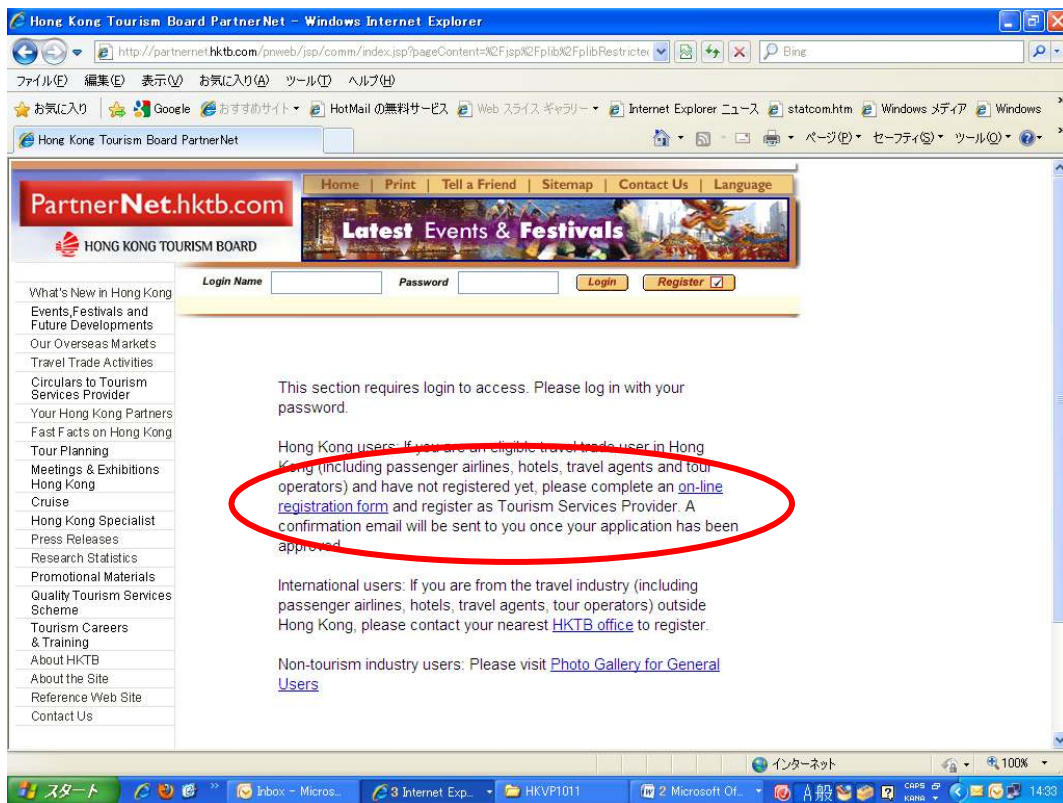 Hong Kong Tourism Board PartnerNet - Windows Internet Explorer
http://partnernet.hktb.com/pnweb/jsp/comm/index.jsp?pageContent=%2Fjsp%2Fplib%2FplibRestricte
Bing
ファイル(F) 編集(E) 表示(V) お気に入り(A) ツール(T) ヘルプ(H)
お気に入り Google おすすめサイト HotMail の無料サービス Web スライス ギャラリー Internet Explorer ニュース statcom.htm Windows メディア Windows
Hong Kong Tourism Board PartnerNet
ページ(P) セーフティ(S) ツール(O)
Home | Print | Tell a Friend | Sitemap | Contact Us | Language
PartnerNet.hktb.com
HONG KONG TOURISM BOARD
Latest Events & Festivals
Login Name Password Login Register
What's New in Hong Kong
Events,Festivals and
Future Developments
Our Overseas Markets
Travel Trade Activities
Circulars to Tourism
Services Provider
Your Hong Kong Partners
Fast Facts on Hong Kong
Tour Planning
Meetings & Exhibitions
Hong Kong
Cruise
Hong Kong Specialist
Press Releases
Research Statistics
Promotional Materials
Quality Tourism Services
Scheme
Tourism Careers
& Training
About HKTB
About the Site
Reference Web Site
Contact Us
This section requires login to access. Please log in with your
password.
Hong Kong users: If you are an eligible travel trade user in Hong
Kong (including passenger airlines, hotels, travel agents and tour
operators) and have not registered yet, please complete an on-line
registration form and register as Tourism Services Provider. A
confirmation email will be sent to you once your application has been
approved.
International users: If you are from the travel industry (including
passenger airlines, hotels, travel agents, tour operators) outside
Hong Kong, please contact your nearest HKTB office to register.
Non-tourism industry users: Please visit Photo Gallery for General
Users
インターネット 100%
スタート Inbox - Micros... 3 Internet Exp... HKVP1011 2 Microsoft Of... A 般 CAPS KANA 14:33